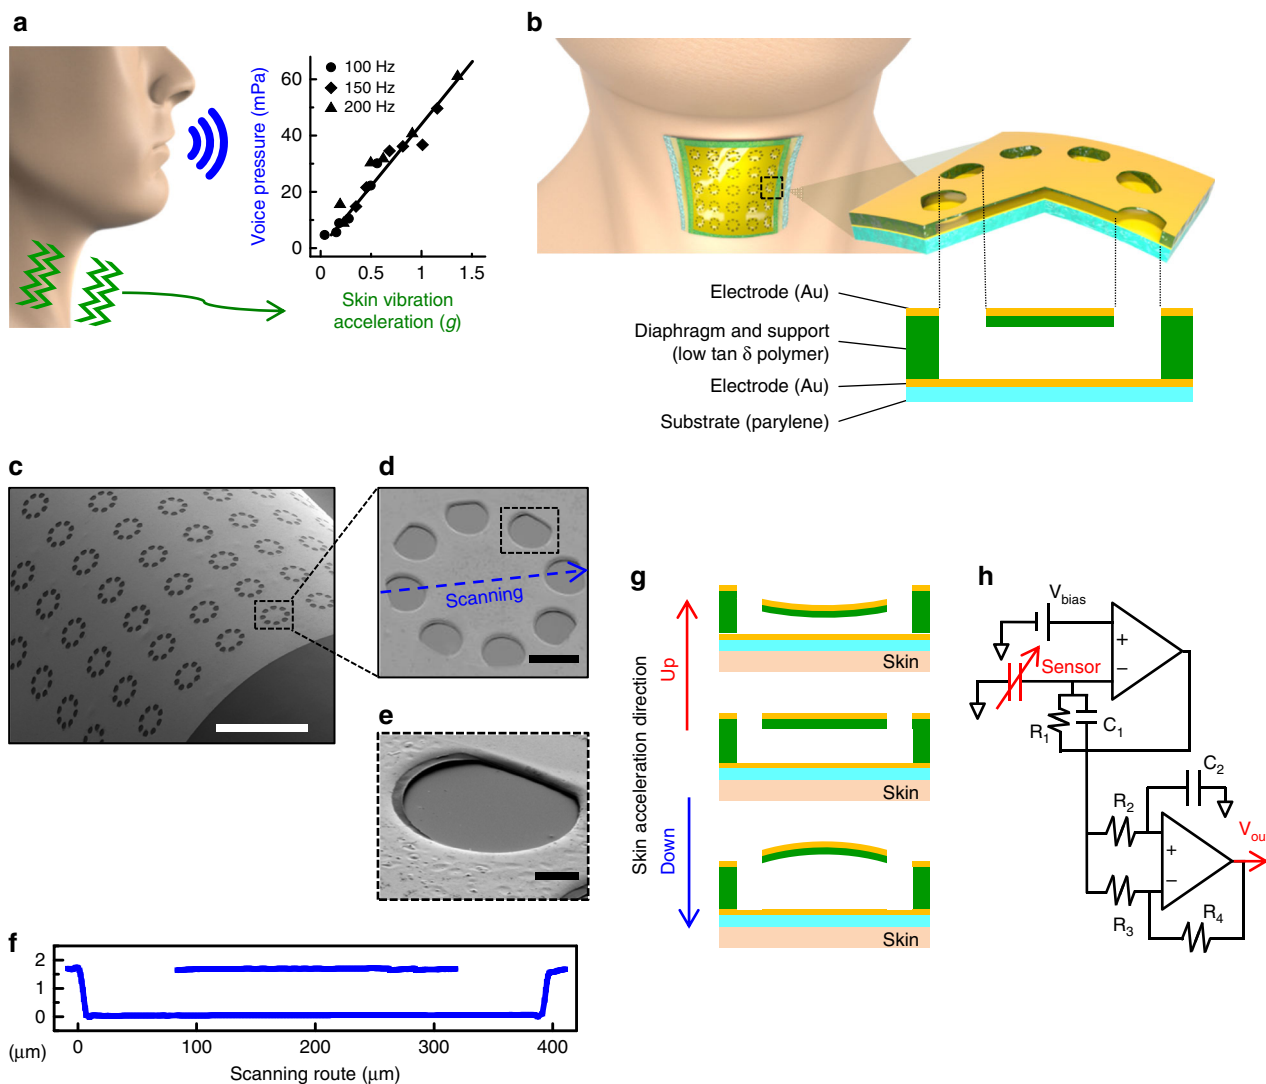 a
Voice pressure (mPa)
60
40
20
0
100 Hz
150 Hz
200 Hz
0 0.5 1 1.5
Skin vibration
acceleration (g)
b
Electrode (Au)
Diaphragm and support
(low tan δ polymer)
Electrode (Au)
Substrate (parylene)
c
d
Scanning
e
f
2
1
0
(μm)
0 100 200 300 400
Scanning route (μm)
g
Skin acceleration direction
Up
Down
Skin
Skin
Skin
h
Vbias
+
−
Sensor
R1
C1
C2
R2
+
−
Vou
R3
R4